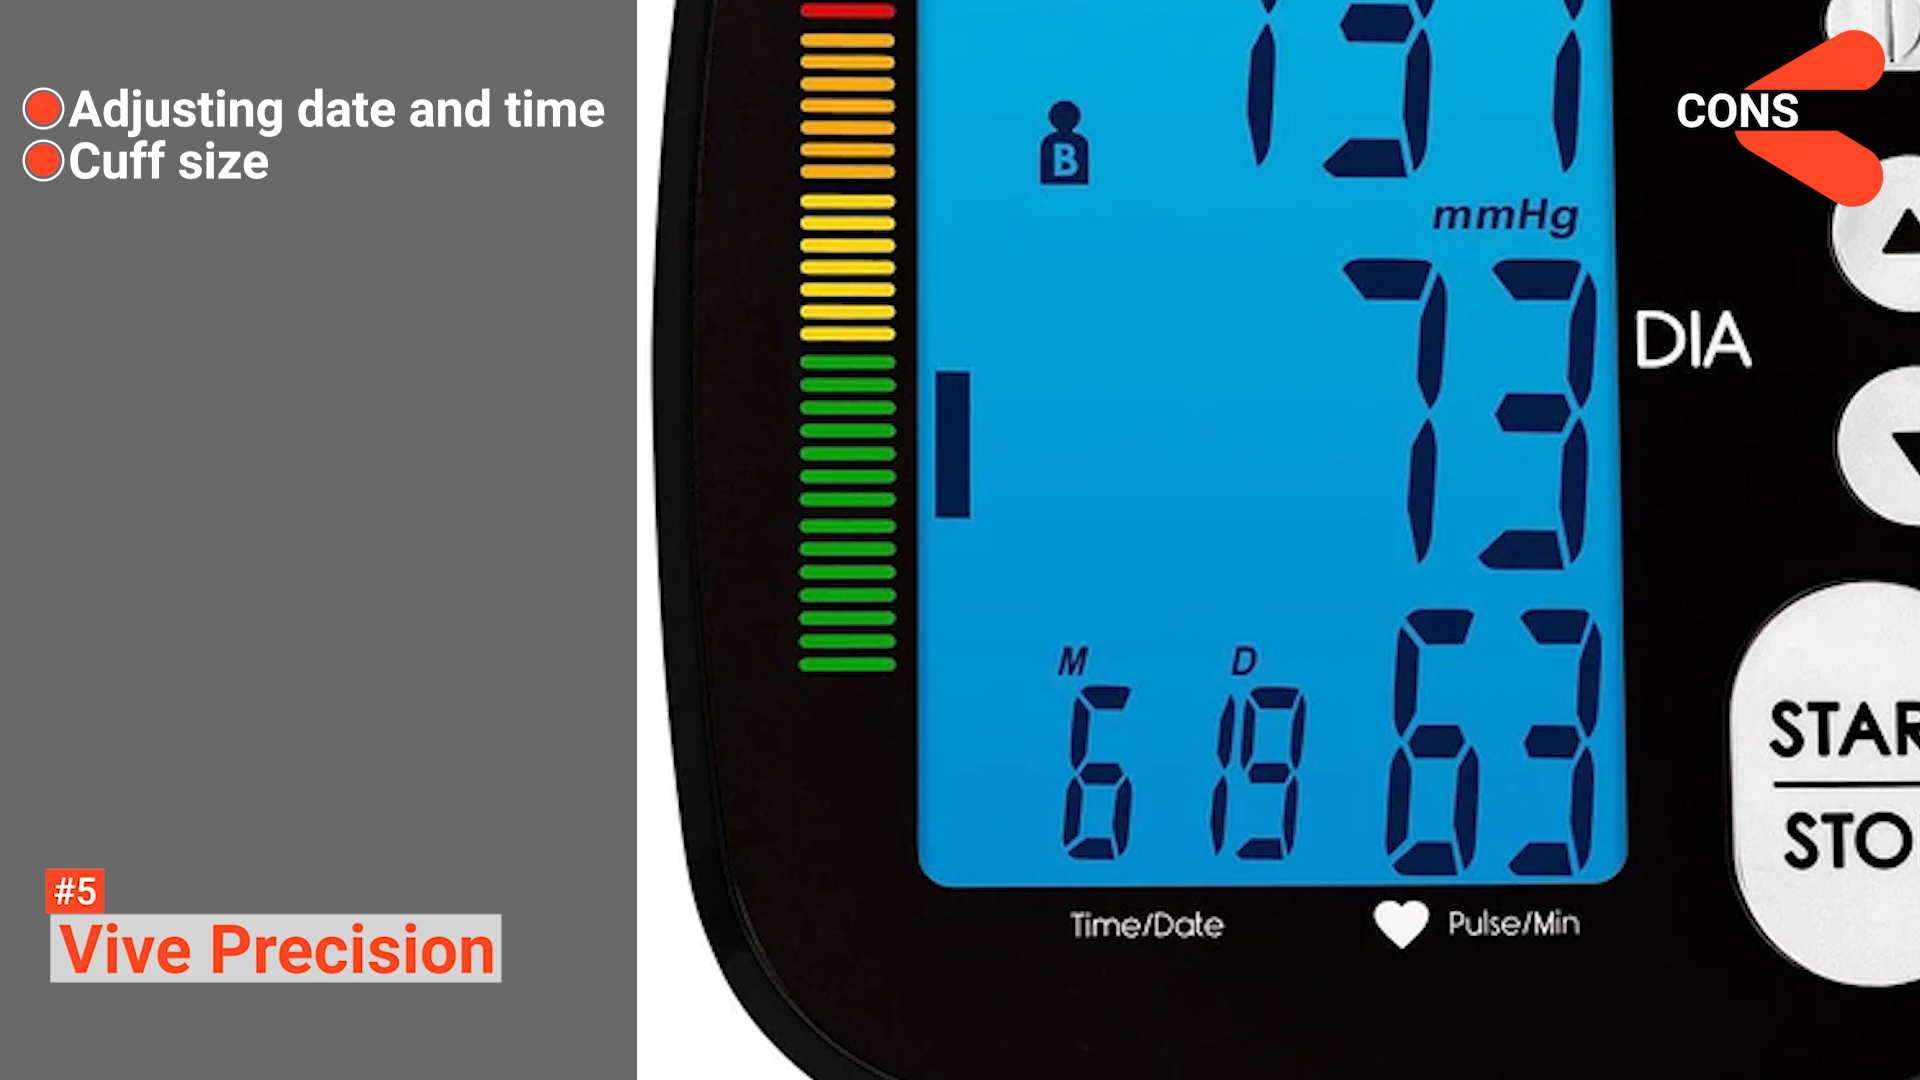 Adjusting date and time
Cuff size
CONS
B
mmHg
73
DIA
M D
6 19 63
Time/Date
Pulse/Min
#5
Vive Precision